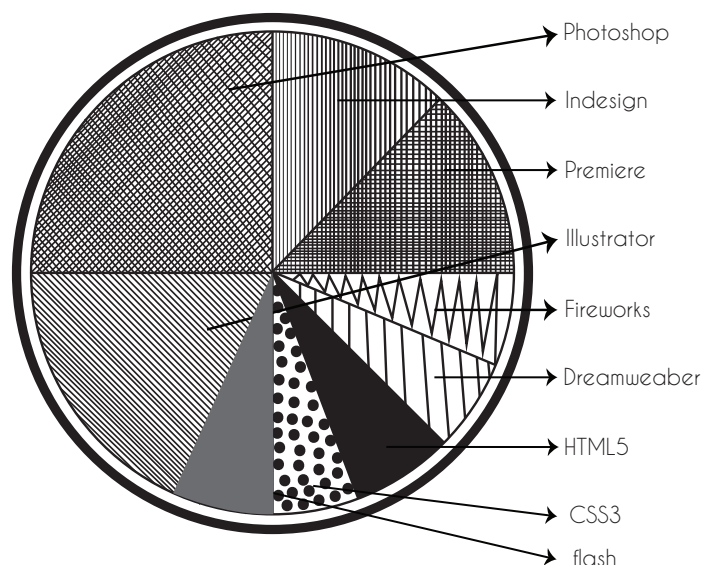 Photoshop
Indesign
Premiere
Illustrator
Fireworks
Dreamweaber
HTML5
CSS3
flash